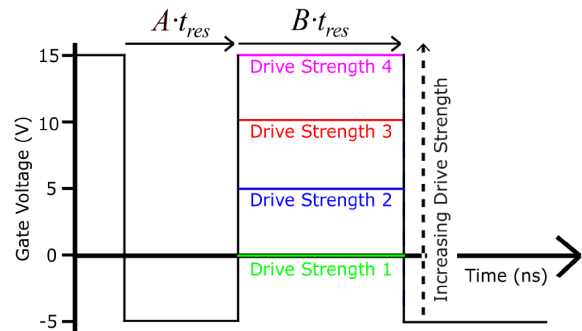 A·t_res B·t_res
15
Drive Strength 4
10
Drive Strength 3
5
Drive Strength 2
0
Drive Strength 1
-5
Gate Voltage (V)
Time (ns)
Increasing Drive Strength